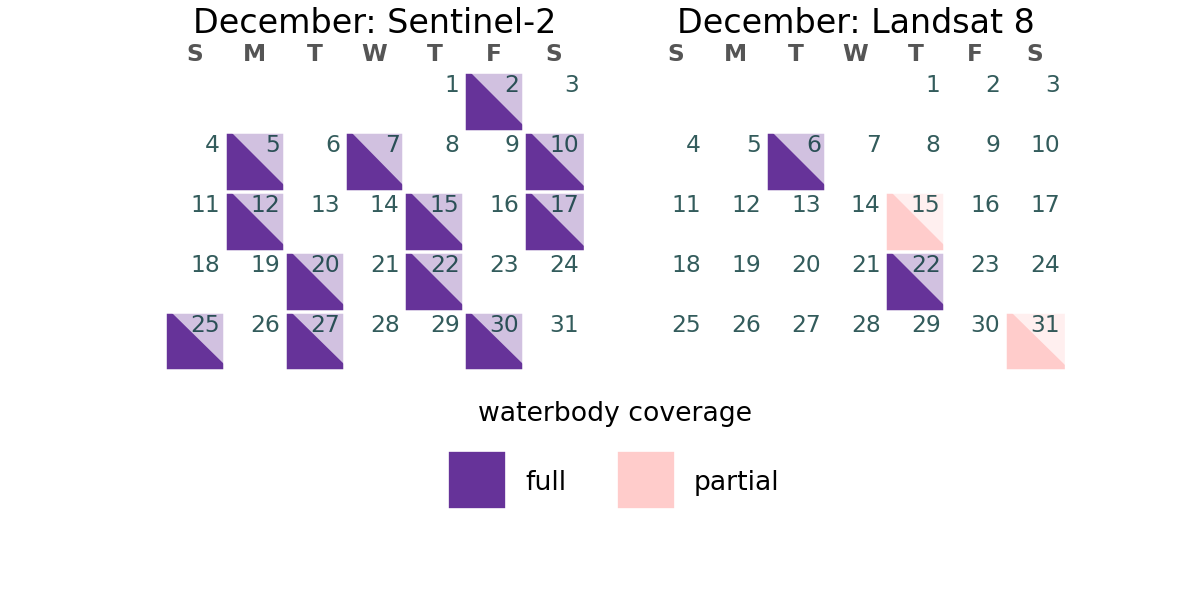 December: Sentinel-2
S M T W T F S
1 2 3
4 5 6 7 8 9 10
11 12 13 14 15 16 17
18 19 20 21 22 23 24
25 26 27 28 29 30 31
December: Landsat 8
S M T W T F S
1 2 3
4 5 6 7 8 9 10
11 12 13 14 15 16 17
18 19 20 21 22 23 24
25 26 27 28 29 30 31
waterbody coverage
full partial